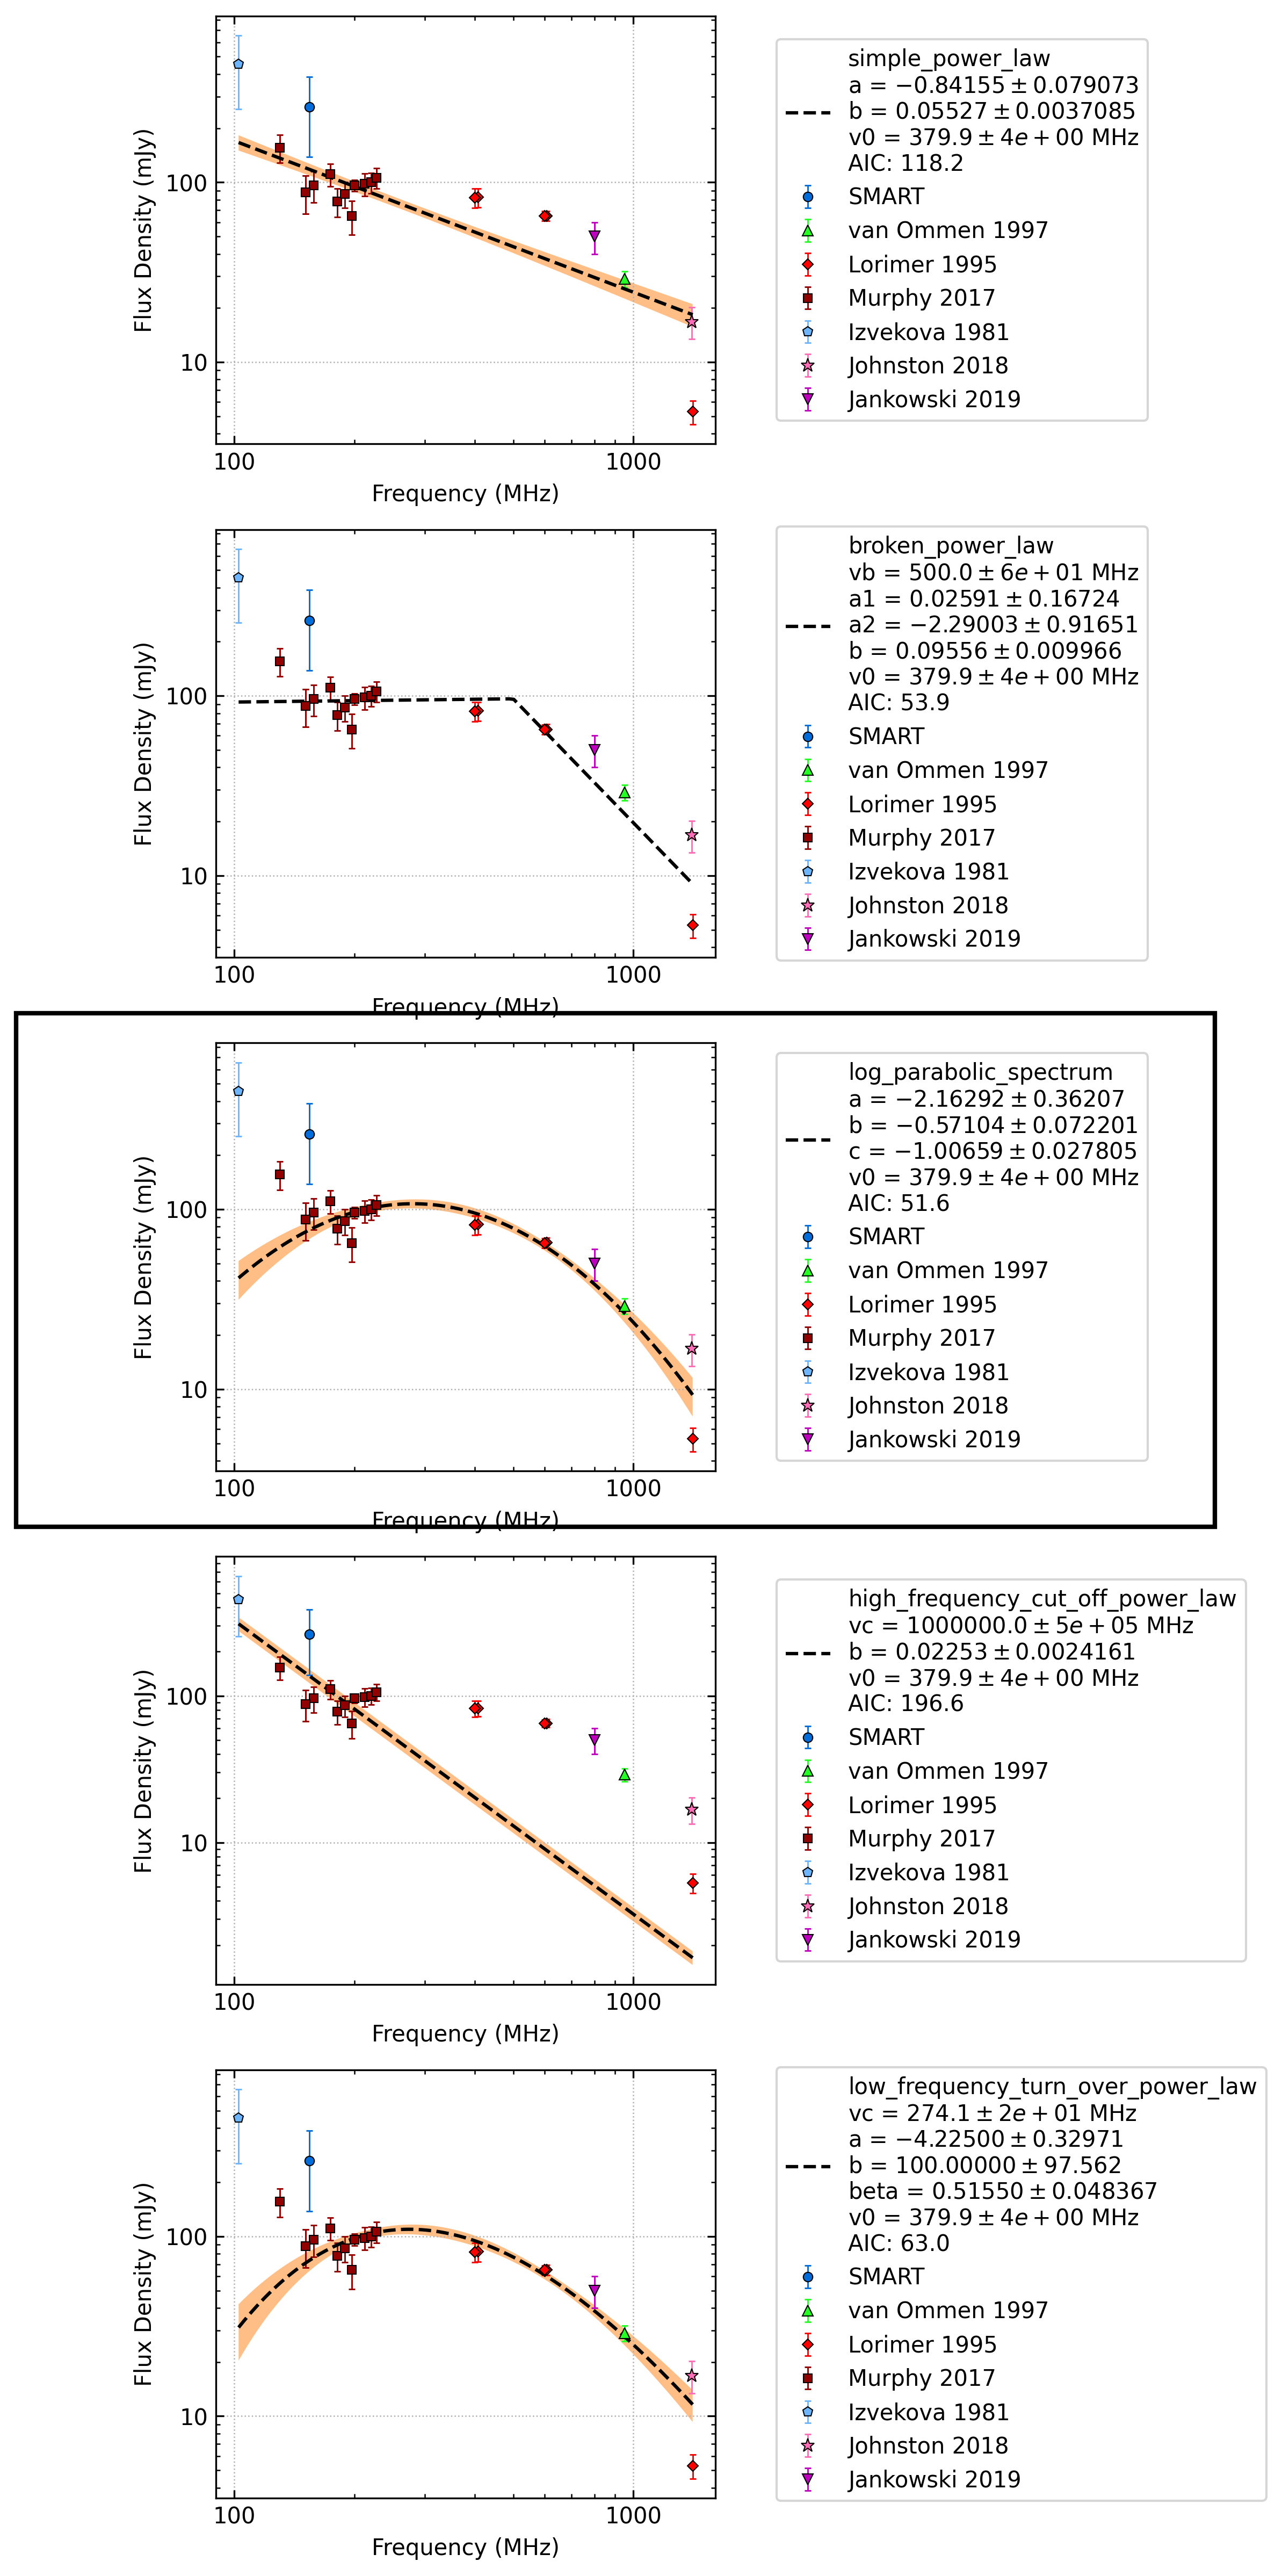 Flux Density (mJy)
100
10
100
1000
Frequency (MHz)
simple_power_law
a = −0.84155 ± 0.079073
b = 0.05527 ± 0.0037085
v0 = 379.9 ± 4e + 00 MHz
AIC: 118.2
SMART
van Ommen 1997
Lorimer 1995
Murphy 2017
Izvekova 1981
Johnston 2018
Jankowski 2019
Flux Density (mJy)
100
10
100
1000
Frequency (MHz)
broken_power_law
vb = 500.0 ± 6e + 01 MHz
a1 = 0.02591 ± 0.16724
a2 = −2.29003 ± 0.91651
b = 0.09556 ± 0.009966
v0 = 379.9 ± 4e + 00 MHz
AIC: 53.9
SMART
van Ommen 1997
Lorimer 1995
Murphy 2017
Izvekova 1981
Johnston 2018
Jankowski 2019
Flux Density (mJy)
100
10
100
1000
Frequency (MHz)
log_parabolic_spectrum
a = −2.16292 ± 0.36207
b = −0.57104 ± 0.072201
c = −1.00659 ± 0.027805
v0 = 379.9 ± 4e + 00 MHz
AIC: 51.6
SMART
van Ommen 1997
Lorimer 1995
Murphy 2017
Izvekova 1981
Johnston 2018
Jankowski 2019
Flux Density (mJy)
100
10
100
1000
Frequency (MHz)
high_frequency_cut_off_power_law
vc = 1000000.0 ± 5e + 05 MHz
b = 0.02253 ± 0.0024161
v0 = 379.9 ± 4e + 00 MHz
AIC: 196.6
SMART
van Ommen 1997
Lorimer 1995
Murphy 2017
Izvekova 1981
Johnston 2018
Jankowski 2019
Flux Density (mJy)
100
10
100
1000
Frequency (MHz)
low_frequency_turn_over_power_law
vc = 274.1 ± 2e + 01 MHz
a = −4.22500 ± 0.32971
b = 100.00000 ± 97.562
beta = 0.51550 ± 0.048367
v0 = 379.9 ± 4e + 00 MHz
AIC: 63.0
SMART
van Ommen 1997
Lorimer 1995
Murphy 2017
Izvekova 1981
Johnston 2018
Jankowski 2019